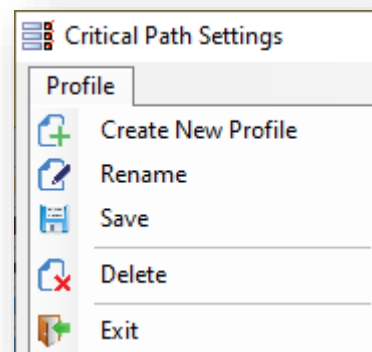 Critical Path Settings
Profile
Create New Profile
Rename
Save
Delete
Exit